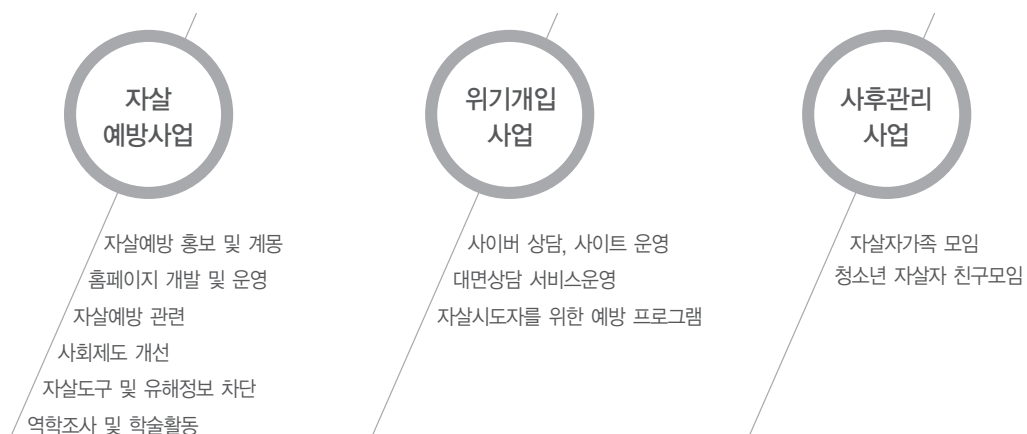 자살
예방사업
자살예방 홍보 및 계몽
홈페이지 개발 및 운영
자살예방 관련
사회제도 개선
자살도구 및 유해정보 차단
역학조사 및 학술활동
위기개입
사업
사이버 상담, 사이트 운영
대면상담 서비스운영
자살시도자를 위한 예방 프로그램
사후관리
사업
자살자가족 모임
청소년 자살자 친구모임